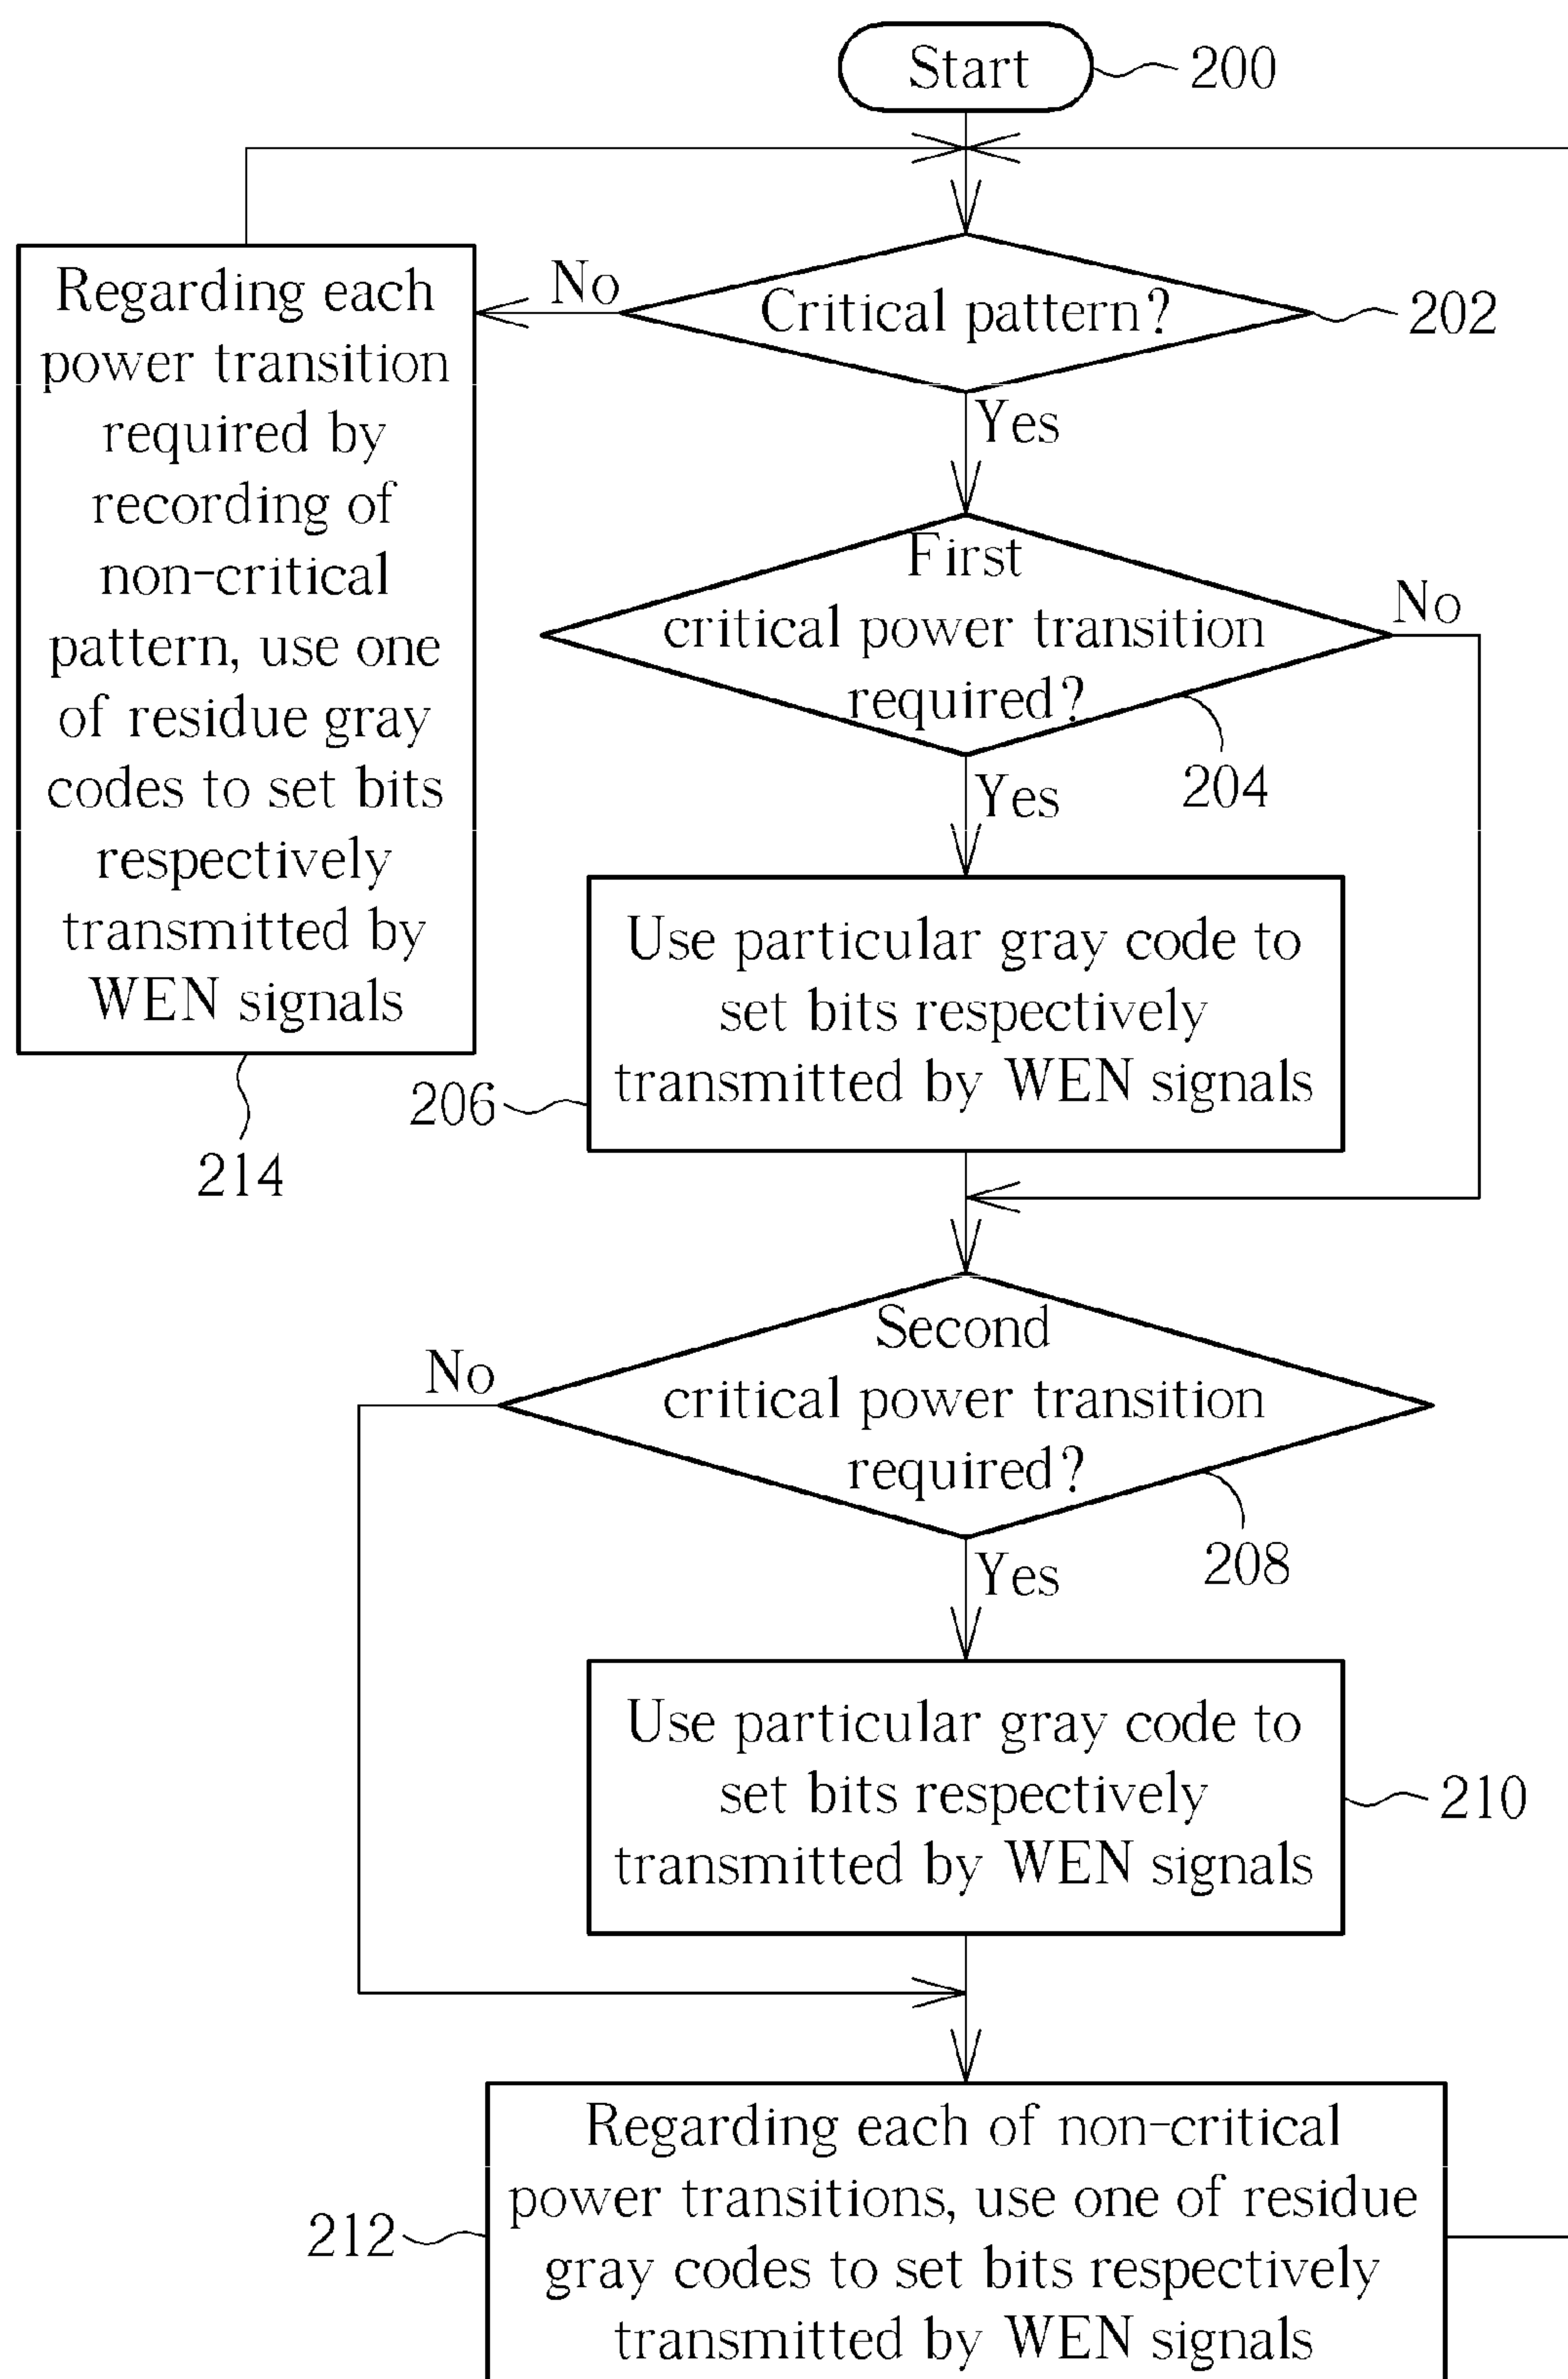 Start
200
No
Critical pattern?
202
Yes
Regarding each
power transition
required by
recording of
non-critical
pattern, use one
of residue gray
codes to set bits
respectively
transmitted by
WEN signals
214
First
critical power transition
required?
No
204
Yes
Use particular gray code to
set bits respectively
transmitted by WEN signals
206
Second
critical power transition
required?
No
208
Yes
Use particular gray code to
set bits respectively
transmitted by WEN signals
210
Regarding each of non-critical
power transitions, use one of residue
gray codes to set bits respectively
transmitted by WEN signals
212